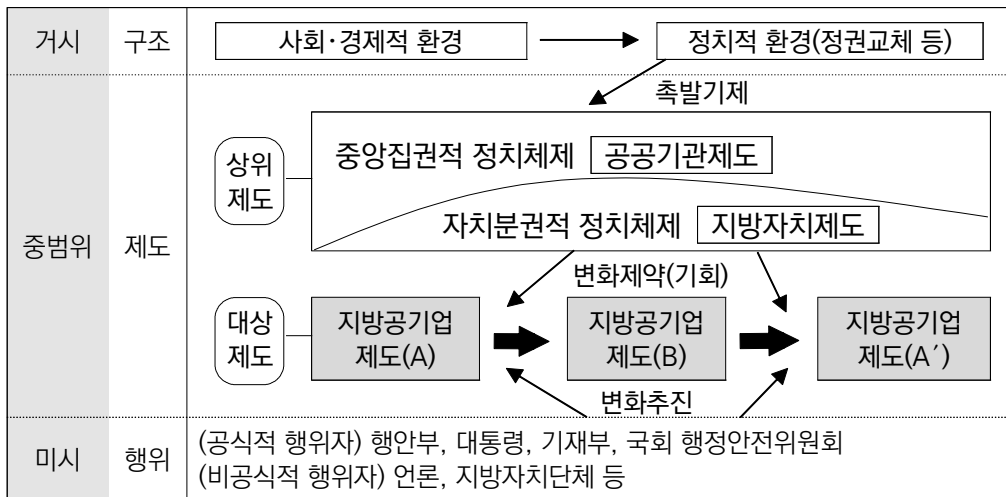 거시 구조 사회·경제적 환경 정치적 환경(정권교체 등)
촉발기제
중범위 제도
상위
제도
중앙집권적 정치체제 공공기관제도
자치분권적 정치체제 지방자치제도
변화제약(기회)
대상
제도
지방공기업
제도(A)
지방공기업
제도(B)
지방공기업
제도(A´)
변화추진
미시 행위
(공식적 행위자) 행안부, 대통령, 기재부, 국회 행정안전위원회
(비공식적 행위자) 언론, 지방자치단체 등